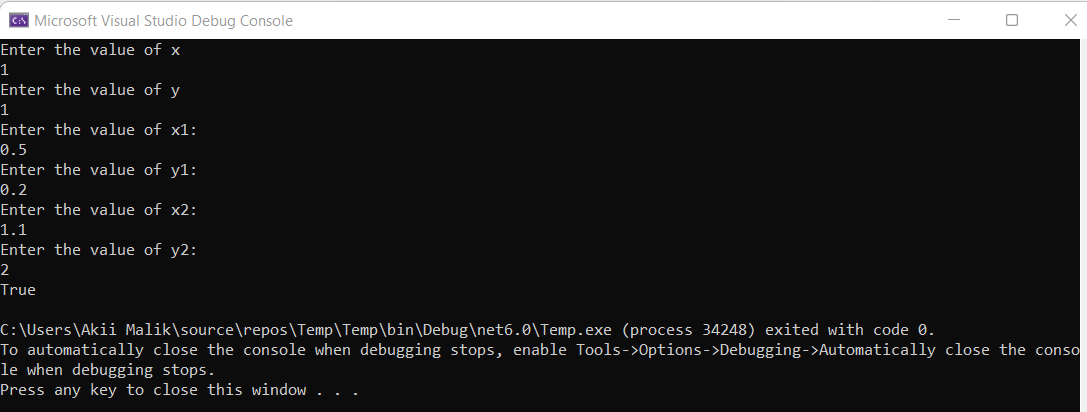 Microsoft Visual Studio Debug Console
Enter the value of x
1
Enter the value of y
1
Enter the value of x1:
0.5
Enter the value of y1:
0.2
Enter the value of x2:
1.1
Enter the value of y2:
2
True
C:\Users\Akii Malik\source\repos\Temp\Temp\bin\Debug\net6.0\Temp.exe (process 34248) exited with code 0.
To automatically close the console when debugging stops, enable Tools->Options->Debugging->Automatically close the conso
le when debugging stops.
Press any key to close this window . . .